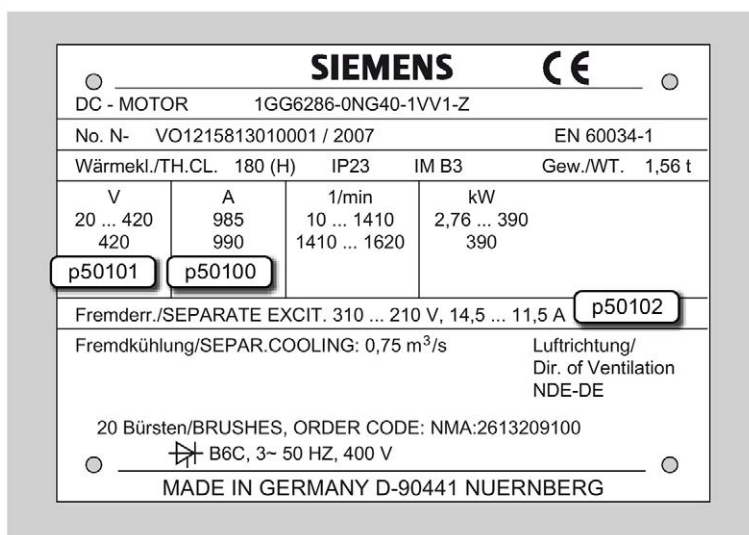 SIEMENS CE
DC - MOTOR 1GG6286-0NG40-1VV1-Z
No. N- VO1215813010001 / 2007 EN 60034-1
Wärmekl./TH.CL. 180 (H) IP23 IM B3 Gew./WT. 1,56 t
V A 1/min kW
20 ... 420 985 10 ... 1410 2,76 ... 390
420 990 1410 ... 1620 390
p50101 p50100
Fremderr./SEPARATE EXCIT. 310 ... 210 V, 14,5 ... 11,5 A p50102
Fremdkühlung/SEPAR.COOLING: 0,75 m³/s Luftrichtung/
Dir. of Ventilation
NDE-DE
20 Bürsten/BRUSHES, ORDER CODE: NMA:2613209100
B6C, 3~ 50 HZ, 400 V
MADE IN GERMANY D-90441 NUERNBERG